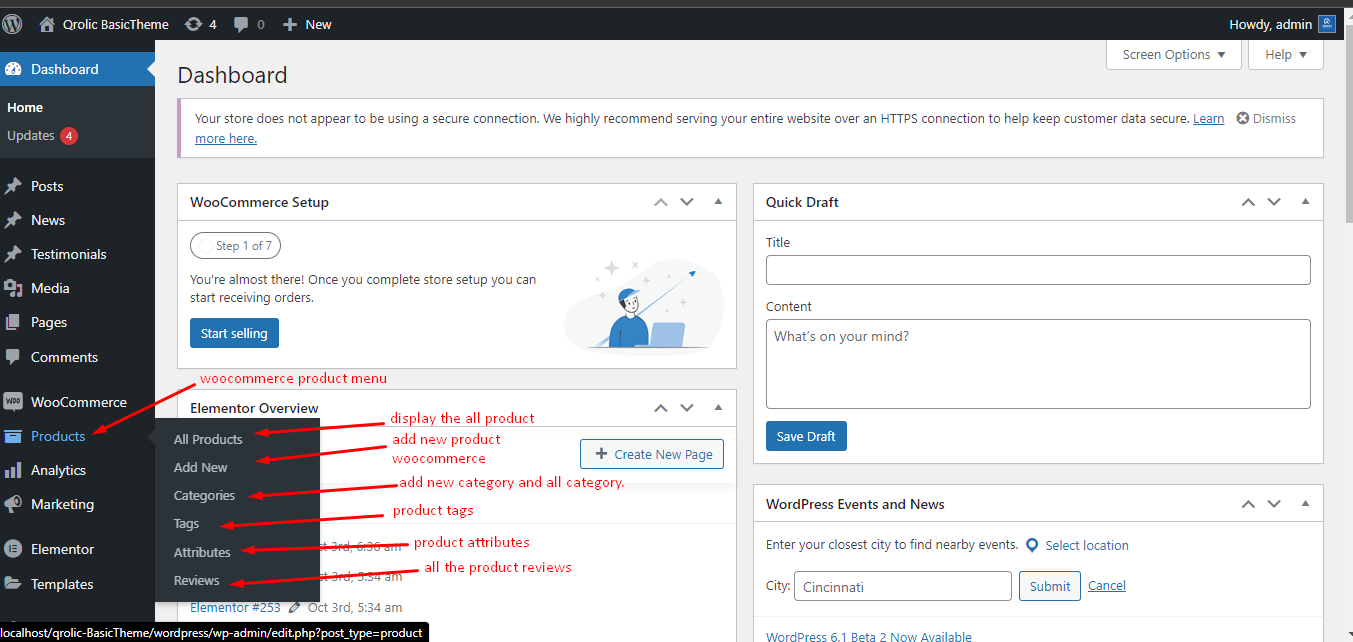 Qrolic BasicTheme 4 0 New Howdy, admin
Screen Options Help
Dashboard
Home
Updates 4
Posts
News
Testimonials
Media
Pages
Comments
WooCommerce
Products
Analytics
Marketing
Elementor
Templates
All Products
Add New
Categories
Tags
Attributes
Reviews
woocommerce product menu
display the all product
add new product
woocommerce
add new category and all category.
product tags
product attributes
all the product reviews
Dashboard
Your store does not appear to be using a secure connection. We highly recommend serving your entire website over an HTTPS connection to help keep customer data secure. Learn
more here.
Dismiss
WooCommerce Setup
Step 1 of 7
You're almost there! Once you complete store setup you can
start receiving orders.
Start selling
Elementor Overview
Create New Page
Oct 3rd, 6:36 am
ct 3rd, 5:54 am
Elementor #253 Oct 3rd, 5:34 am
Quick Draft
Title
Content
What's on your mind?
Save Draft
WordPress Events and News
Enter your closest city to find nearby events. Select location
City: Cincinnati Submit Cancel
WordPress 6.1 Beta 2 Now Available
localhost/qrolic-BasicTheme/wordpress/wp-admin/edit.php?post_type=product